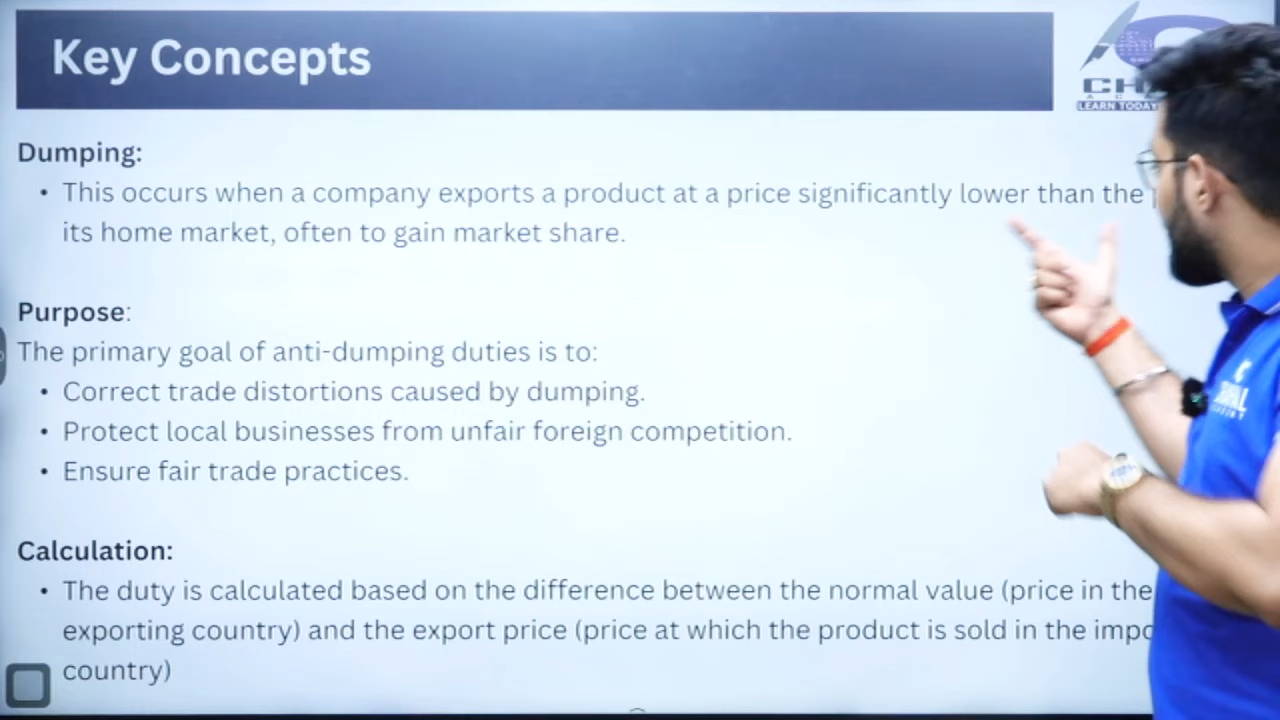 Key Concepts
LEARN TODAY
Dumping:
• This occurs when a company exports a product at a price significantly lower than the
its home market, often to gain market share.
Purpose:
The primary goal of anti-dumping duties is to:
• Correct trade distortions caused by dumping.
• Protect local businesses from unfair foreign competition.
• Ensure fair trade practices.
Calculation:
• The duty is calculated based on the difference between the normal value (price in the
exporting country) and the export price (price at which the product is sold in the
country)